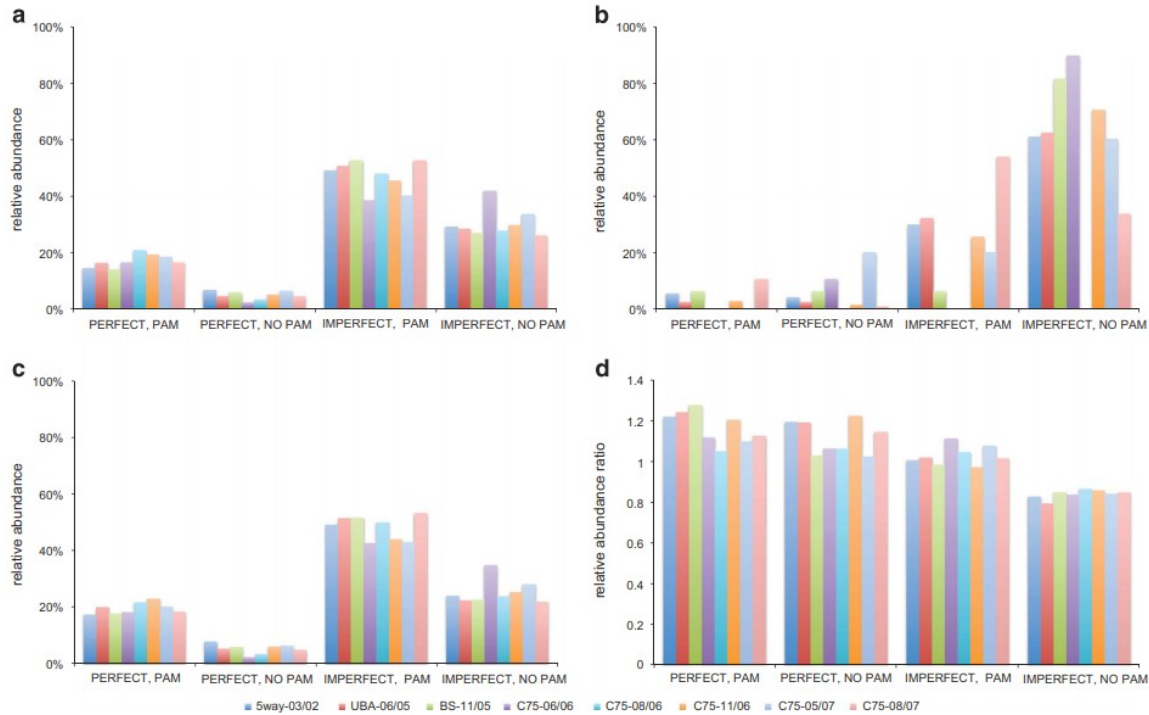 a
100%
80%
60%
40%
20%
0%
relative abundance
PERFECT, PAM
PERFECT, NO PAM
IMPERFECT, PAM
IMPERFECT, NO PAM
b
100%
80%
60%
40%
20%
0%
relative abundance
PERFECT, PAM
PERFECT, NO PAM
IMPERFECT, PAM
IMPERFECT, NO PAM
c
100%
80%
60%
40%
20%
0%
relative abundance
PERFECT, PAM
PERFECT, NO PAM
IMPERFECT, PAM
IMPERFECT, NO PAM
d
1.4
1.2
1
0.8
0.6
0.4
0.2
0
relative abundance ratio
PERFECT, PAM
PERFECT, NO PAM
IMPERFECT, PAM
IMPERFECT, NO PAM
5way-03/02 UBA-06/05 BS-11/05 C75-06/06 C75-08/06 C75-11/06 C75-05/07 C75-08/07